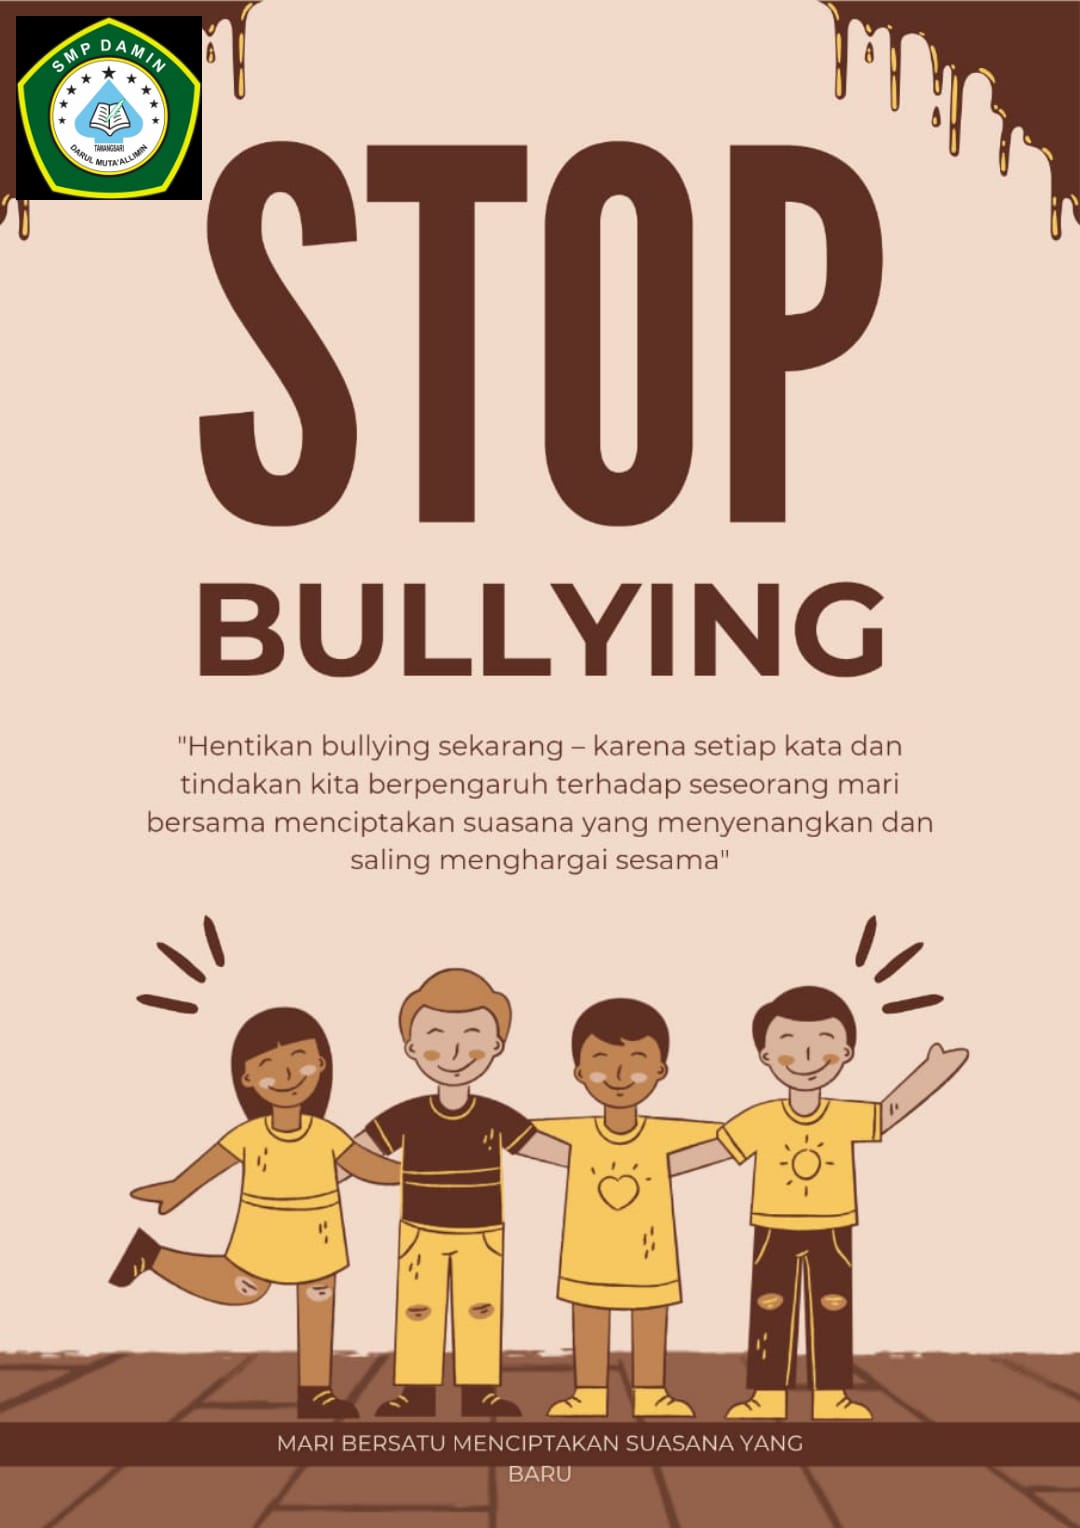 SMP DAMIN
TAWANGSARI
DARUL MUTA'ALLIMIN
STOP
BULLYING
"Hentikan bullying sekarang – karena setiap kata dan
tindakan kita berpengaruh terhadap seseorang mari
bersama menciptakan suasana yang menyenangkan dan
saling menghargai sesama"
MARI BERSATU MENCIPTAKAN SUASANA YANG
BARU